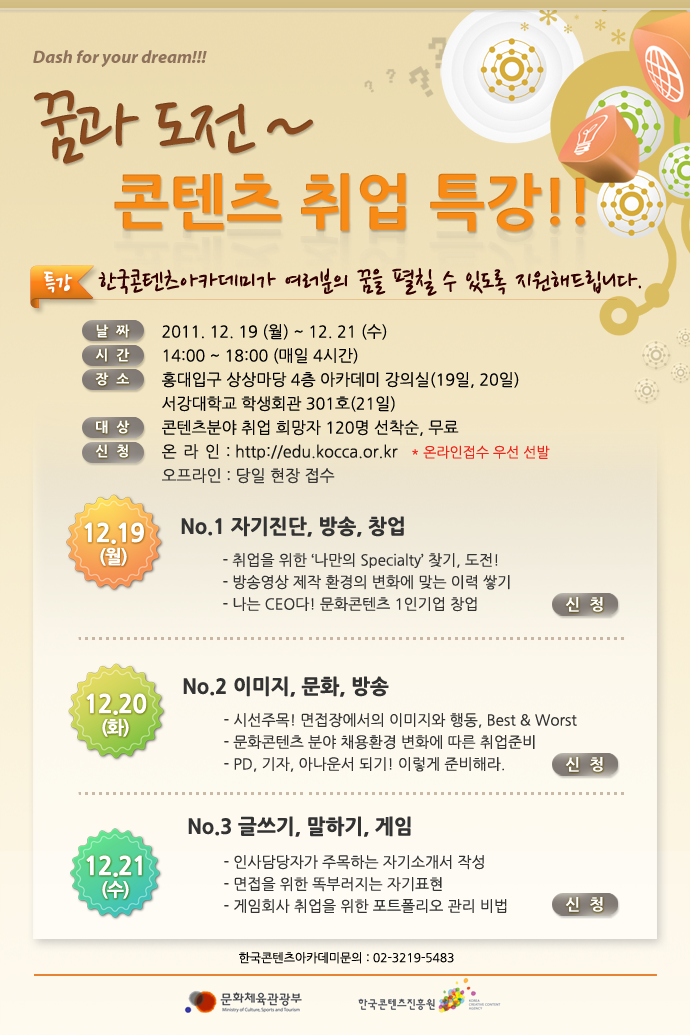 Dash for your dream!!!
꿈과 도전 ~
콘텐츠 취업 특강!!
특강 한국콘텐츠아카데미가 여러분의 꿈을 펼칠 수 있도록 지원해드립니다.
날 짜 2011. 12. 19 (월) ~ 12. 21 (수)
시 간 14:00 ~ 18:00 (매일 4시간)
장 소 홍대입구 상상마당 4층 아카데미 강의실(19일, 20일)
서강대학교 학생회관 301호(21일)
대 상 콘텐츠분야 취업 희망자 120명 선착순, 무료
신 청 온 라 인 : http://edu.kocca.or.kr * 온라인접수 우선 선발
오프라인 : 당일 현장 접수
12.19
(월)
No.1 자기진단, 방송, 창업
- 취업을 위한 ‘나만의 Specialty’ 찾기, 도전!
- 방송영상 제작 환경의 변화에 맞는 이력 쌓기
- 나는 CEO다! 문화콘텐츠 1인기업 창업
신 청
12.20
(화)
No.2 이미지, 문화, 방송
- 시선주목! 면접장에서의 이미지와 행동, Best & Worst
- 문화콘텐츠 분야 채용환경 변화에 따른 취업준비
- PD, 기자, 아나운서 되기! 이렇게 준비해라.
신 청
12.21
(수)
No.3 글쓰기, 말하기, 게임
- 인사담당자가 주목하는 자기소개서 작성
- 면접을 위한 똑부러지는 자기표현
- 게임회사 취업을 위한 포트폴리오 관리 비법
신 청
한국콘텐츠아카데미문의 : 02-3219-5483
문화체육관광부
Ministry of Culture, Sports and Tourism
한국콘텐츠진흥원
KOREA
CREATIVE CONTENT
AGENCY